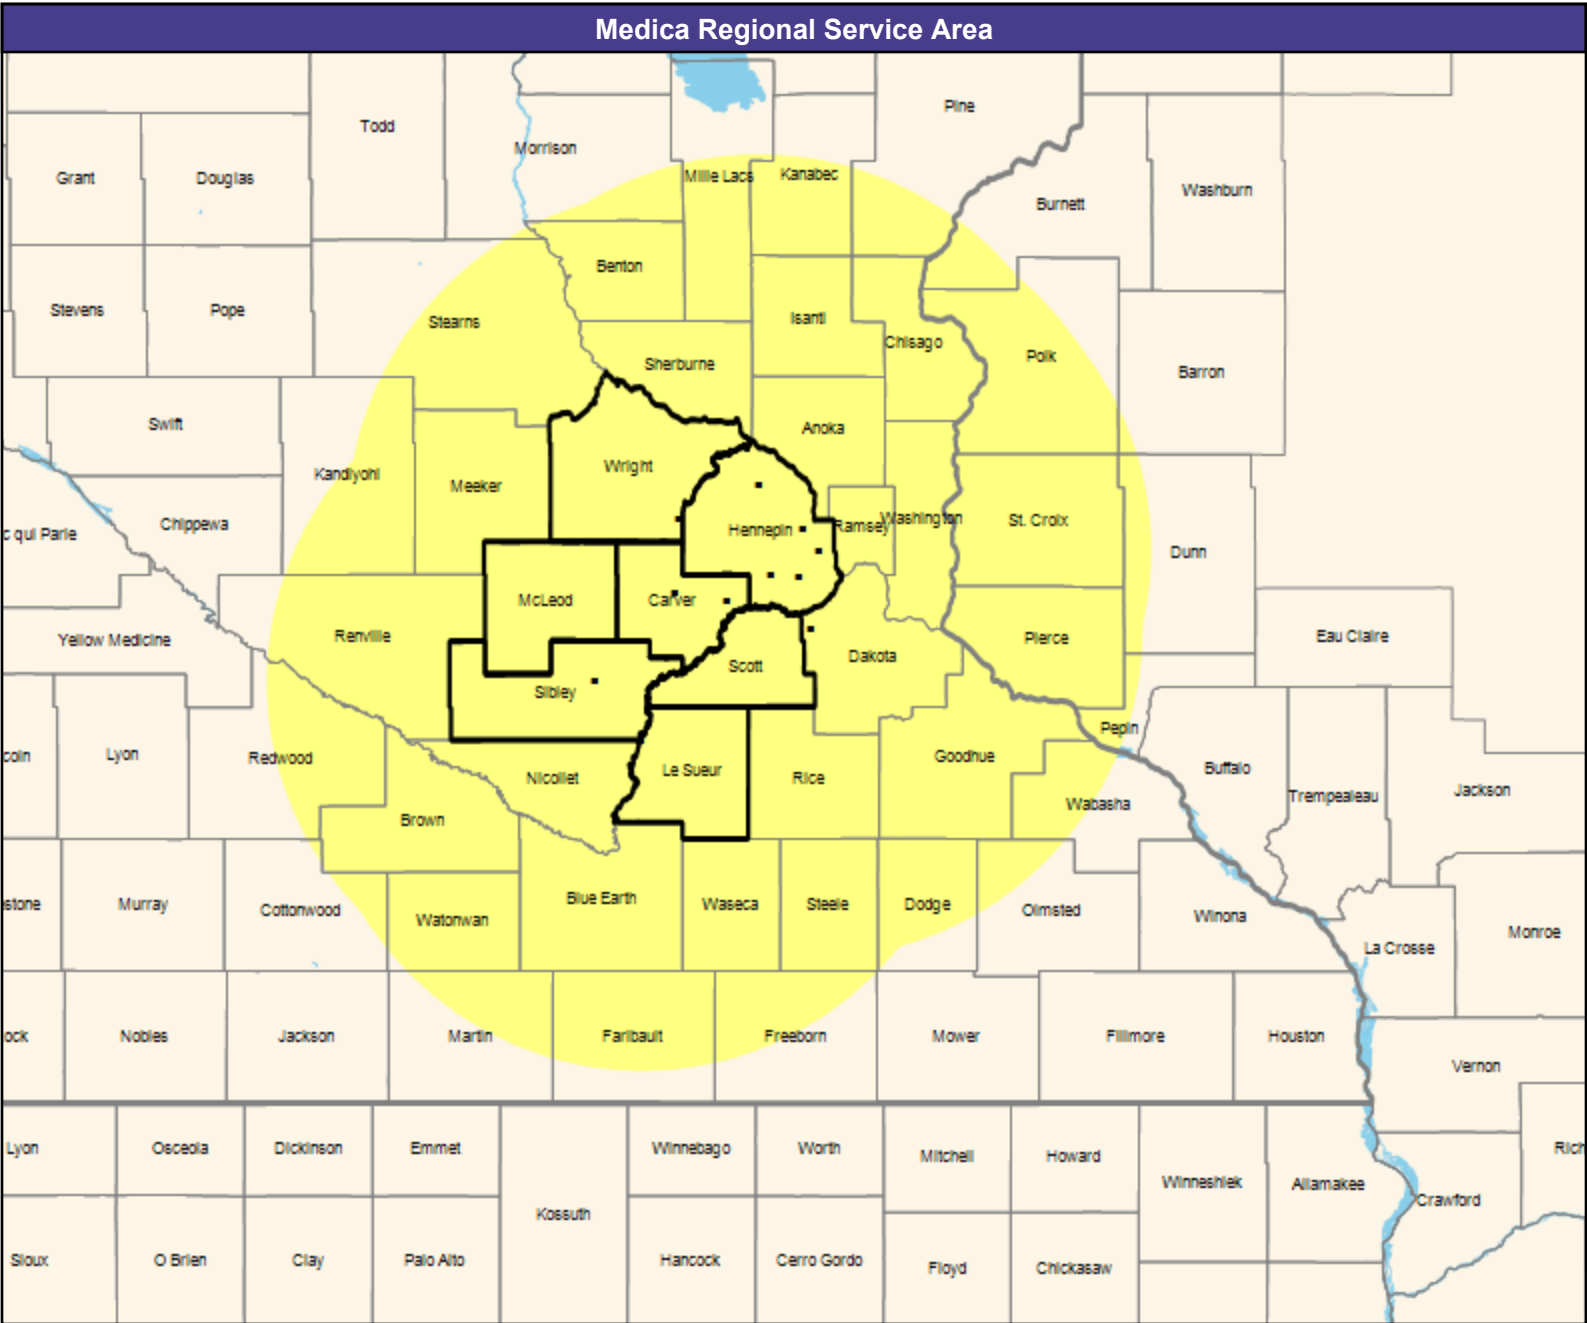 Medica Regional Service Area
Pine
Todd
Morrison
Mille Lacs
Kanabec
Grant
Douglas
Washburn
Burnett
Benton
Stevens
Pope
Isanti
Stearns
Chisago
Polk
Sherburne
Barron
Swift
Anoka
Wright
Kandiyohi
Meeker
Chippewa
c qui Parle
Hennepin
Ramsey
Washington
St. Croix
Dunn
McLeod
Carver
Yellow Medicine
Renville
Pierce
Eau Claire
Scott
Dakota
Sibley
Pepin
coln
Lyon
Redwood
Nicollet
Le Sueur
Rice
Goodhue
Buffalo
Trempealeau
Jackson
Wabasha
Brown
stone
Murray
Cottonwood
Watonwan
Blue Earth
Waseca
Steele
Dodge
Olmsted
Winona
La Crosse
Monroe
ock
Nobles
Jackson
Martin
Faribault
Freeborn
Mower
Fillmore
Houston
Vernon
Lyon
Osceola
Dickinson
Emmet
Winnebago
Worth
Mitchell
Howard
Rich
Winneshiek
Allamakee
Crawford
Kossuth
Sioux
O Brien
Clay
Palo Alto
Hancock
Cerro Gordo
Floyd
Chickasaw